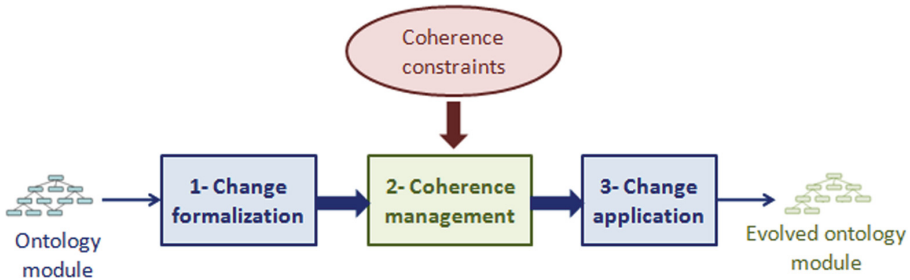 Coherence
constraints
1- Change
formalization
2- Coherence
management
3- Change
application
Ontology
module
Evolved ontology
module